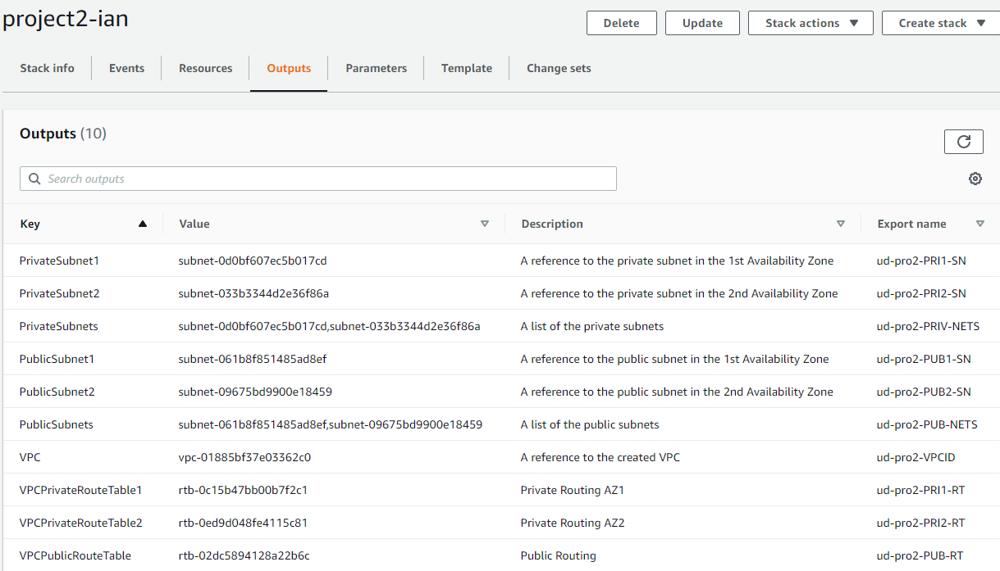 project2-ian
Delete Update Stack actions Create stack
Stack info Events Resources Outputs Parameters Template Change sets
Outputs (10)
Search outputs
Key Value Description Export name
PrivateSubnet1 subnet-0d0bf607ec5b017cd A reference to the private subnet in the 1st Availability Zone ud-pro2-PRI1-SN
PrivateSubnet2 subnet-033b3344d2e36f86a A reference to the private subnet in the 2nd Availability Zone ud-pro2-PRI2-SN
PrivateSubnets subnet-0d0bf607ec5b017cd,subnet-033b3344d2e36f86a A list of the private subnets ud-pro2-PRIV-NETS
PublicSubnet1 subnet-061b8f851485ad8ef A reference to the public subnet in the 1st Availability Zone ud-pro2-PUB1-SN
PublicSubnet2 subnet-09675bd9900e18459 A reference to the public subnet in the 2nd Availability Zone ud-pro2-PUB2-SN
PublicSubnets subnet-061b8f851485ad8ef,subnet-09675bd9900e18459 A list of the public subnets ud-pro2-PUB-NETS
VPC vpc-01885bf37e03362c0 A reference to the created VPC ud-pro2-VPCID
VPCPrivateRouteTable1 rtb-0c15b47bb00b7f2c1 Private Routing AZ1 ud-pro2-PRI1-RT
VPCPrivateRouteTable2 rtb-0ed9d048fe4115c81 Private Routing AZ2 ud-pro2-PRI2-RT
VPCPublicRouteTable rtb-02dc5894128a22b6c Public Routing ud-pro2-PUB-RT